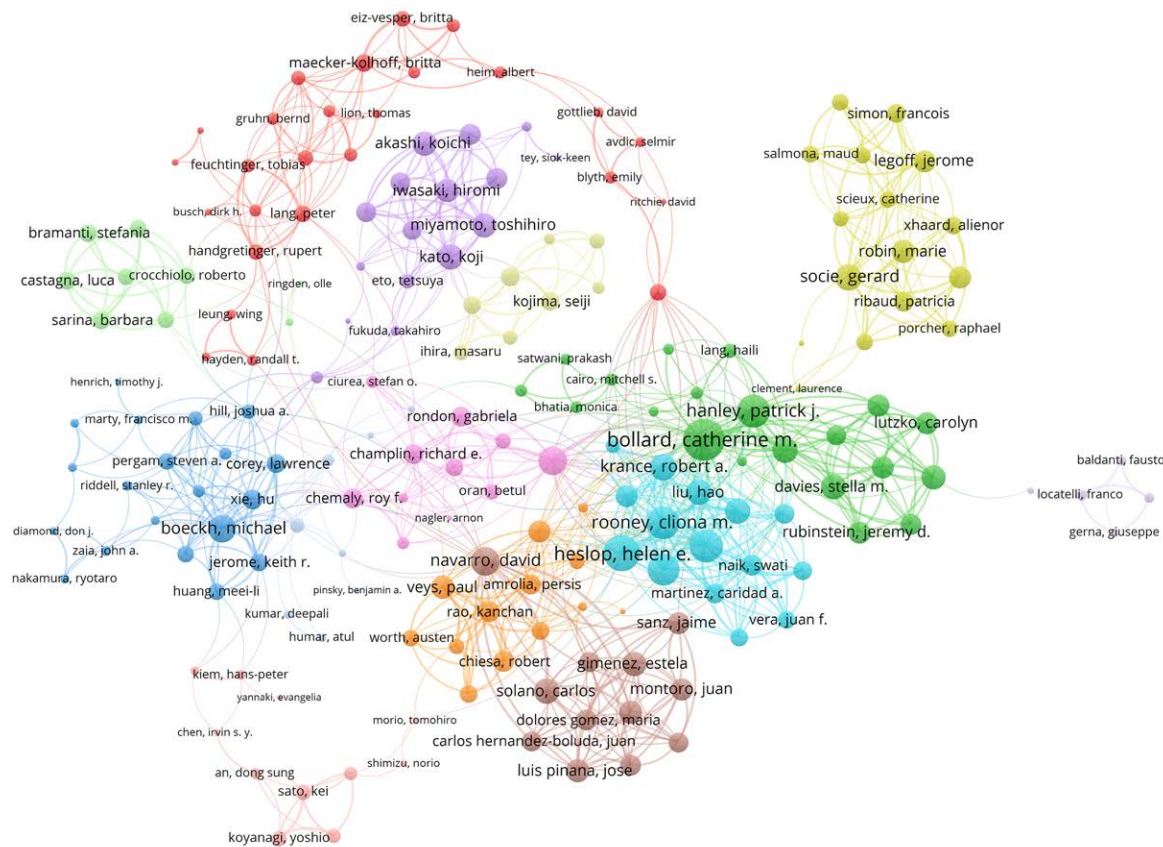 eiz-vesper, britta
maecker-kolhoff, britta
heim, albert
simon, francois
gruhn, bernd
lion, thomas
gottlieb, david
akashi, koichi
avdic, selmir
salmona, maud
legoff, jerome
tey, siok-keen
feuchtinger, tobias
blyth, emily
iwasaki, hiromi
scieux, catherine
ritchie, david
busch, dirk h.
lang, peter
miyamoto, toshihiro
xhaard, alienor
bramanti, stefania
handgretinger, rupert
robin, marie
kato, koji
crocchiolo, roberto
castagna, luca
eto, tetsuya
socie, gerard
ringden, olle
kojima, seiji
ribaud, patricia
leung, wing
sarina, barbara
fukuda, takahiro
porcher, raphael
ihira, masaru
hayden, randall t.
satwani, prakash
lang, haili
henrich, timothy j.
ciurea, stefan o.
cairo, mitchell s.
clement, laurence
bhatia, monica
hill, joshua a.
marty, francisco m.
rondon, gabriela
hanley, patrick j.
lutzko, carolyn
bollard, catherine m.
champlin, richard e.
pergam, steven a.
corey, lawrence
krance, robert a.
baldanti, fausto
oran, betul
liu, hao
riddell, stanley r.
davies, stella m.
locatelli, franco
xie, hu
chemaly, roy f.
nagler, arnon
boeckh, michael
rooney, cliona m.
rubinstein, jeremy d.
diamond, don j.
gerna, giuseppe
zaia, john a.
heslop, helen e.
navarro, david
jerome, keith r.
naik, swati
nakamura, ryotaro
veys, paul
amrolia, persis
huang, meei-li
pinsky, benjamin a.
martinez, caridad a.
rao, kanchan
kumar, deepali
vera, juan f.
sanz, jaime
humar, atul
worth, austen
chiesa, robert
gimenez, estela
kiem, hans-peter
solano, carlos
montoro, juan
yannaki, evangelia
morio, tomohiro
dolores gomez, maria
chen, irvin s. y.
carlos hernandez-boluda, juan
shimizu, norio
an, dong sung
luis pinana, jose
sato, kei
koyanagi, yoshio